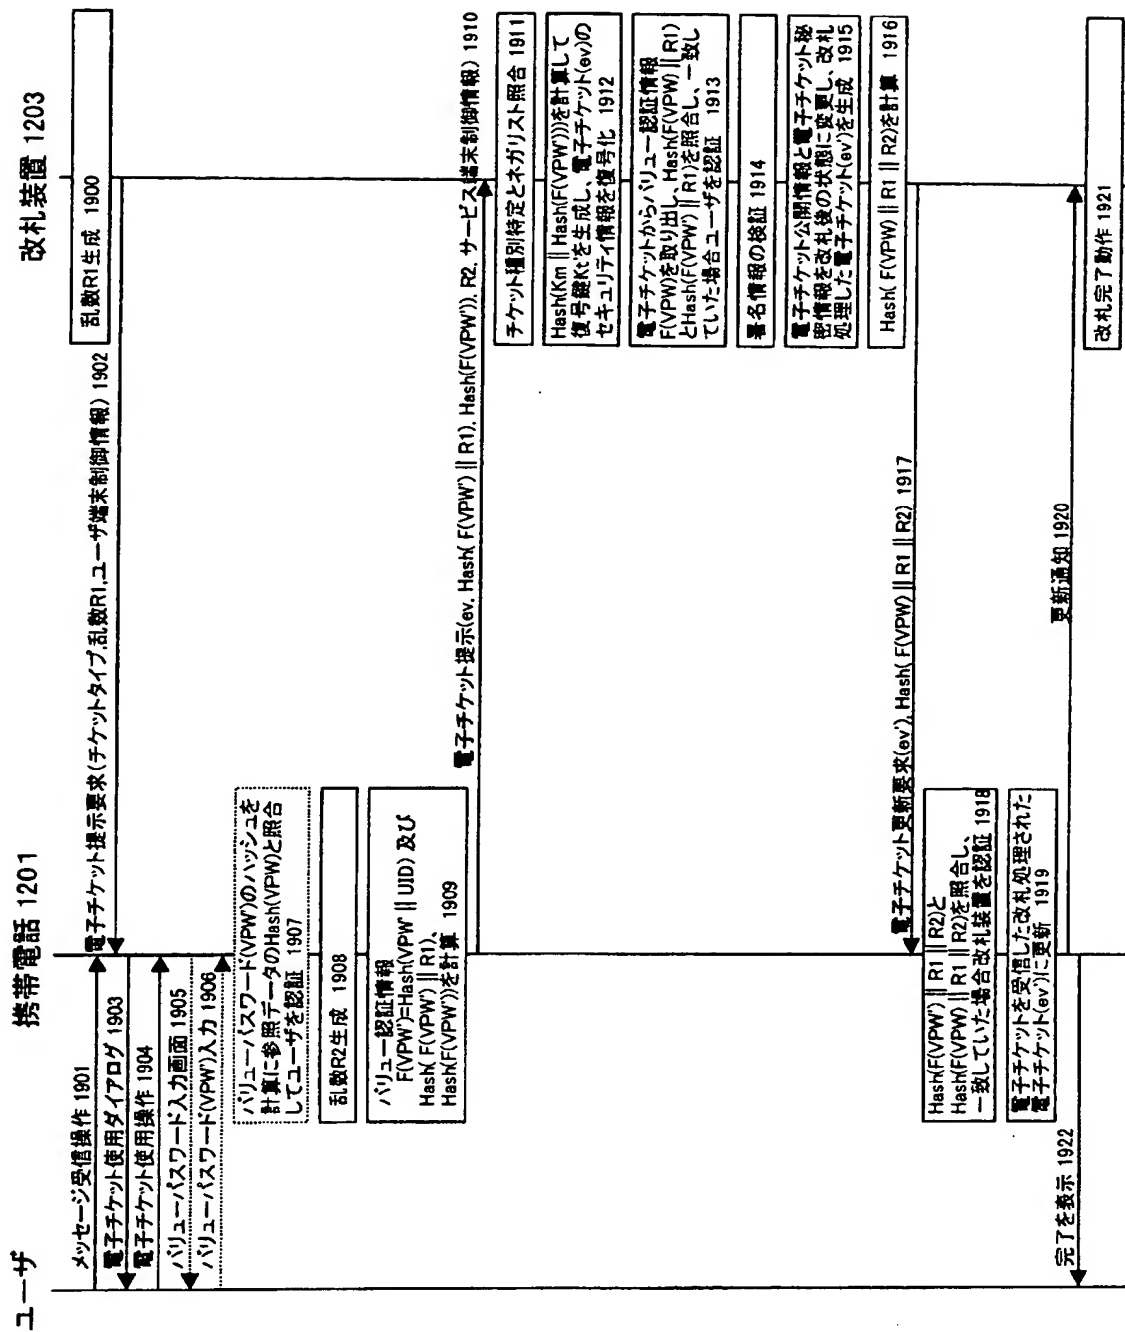 ユーザ
携帯電話 1201
改札装置 1203
乱数R1生成 1900
メッセージ受信操作 1901
電子チケット提示要求(チケットタイプ,乱数R1,ユーザ端末制御情報) 1902
電子チケット使用ダイアログ 1903
電子チケット使用操作 1904
バリューパスワード入力画面 1905
バリューパスワード(VPW')入力 1906
バリューパスワード(VPW')のハッシュを
計算に参照データのHash(VPW)と照合
してユーザを認証 1907
乱数R2生成 1908
バリュー認証情報
F(VPW')=Hash(VPW' || UID) 及び
Hash( F(VPW') || R1)、
Hash(F(VPW'))を計算 1909
電子チケット提示(ev, Hash( F(VPW') || R1), Hash(F(VPW')), R2, サービス端末制御情報) 1910
チケット種別特定とネガリスト照合 1911
Hash(Km || Hash(F(VPW')))を計算して
復号鍵Kt'を生成し、電子チケット(ev)の
セキュリティ情報を復号化 1912
電子チケットからバリュー認証情報
F(VPW)を取り出し、Hash(F(VPW) || R1)
とHash(F(VPW') || R1)を照合し、一致し
ていた場合ユーザを認証 1913
署名情報の検証 1914
電子チケット公開情報と電子チケット秘
密情報を改札後の状態に変更し、改札
処理した電子チケット(ev')を生成 1915
Hash( F(VPW) || R1 || R2)を計算 1916
電子チケット更新要求(ev'), Hash( F(VPW) || R1 || R2) 1917
Hash(F(VPW') || R1 || R2)と
Hash(F(VPW) || R1 || R2)を照合し、
一致していた場合改札装置を認証 1918
電子チケットを受信した改札処理された
電子チケット(ev')に更新 1919
更新通知 1920
改札完了動作 1921
完了を表示 1922